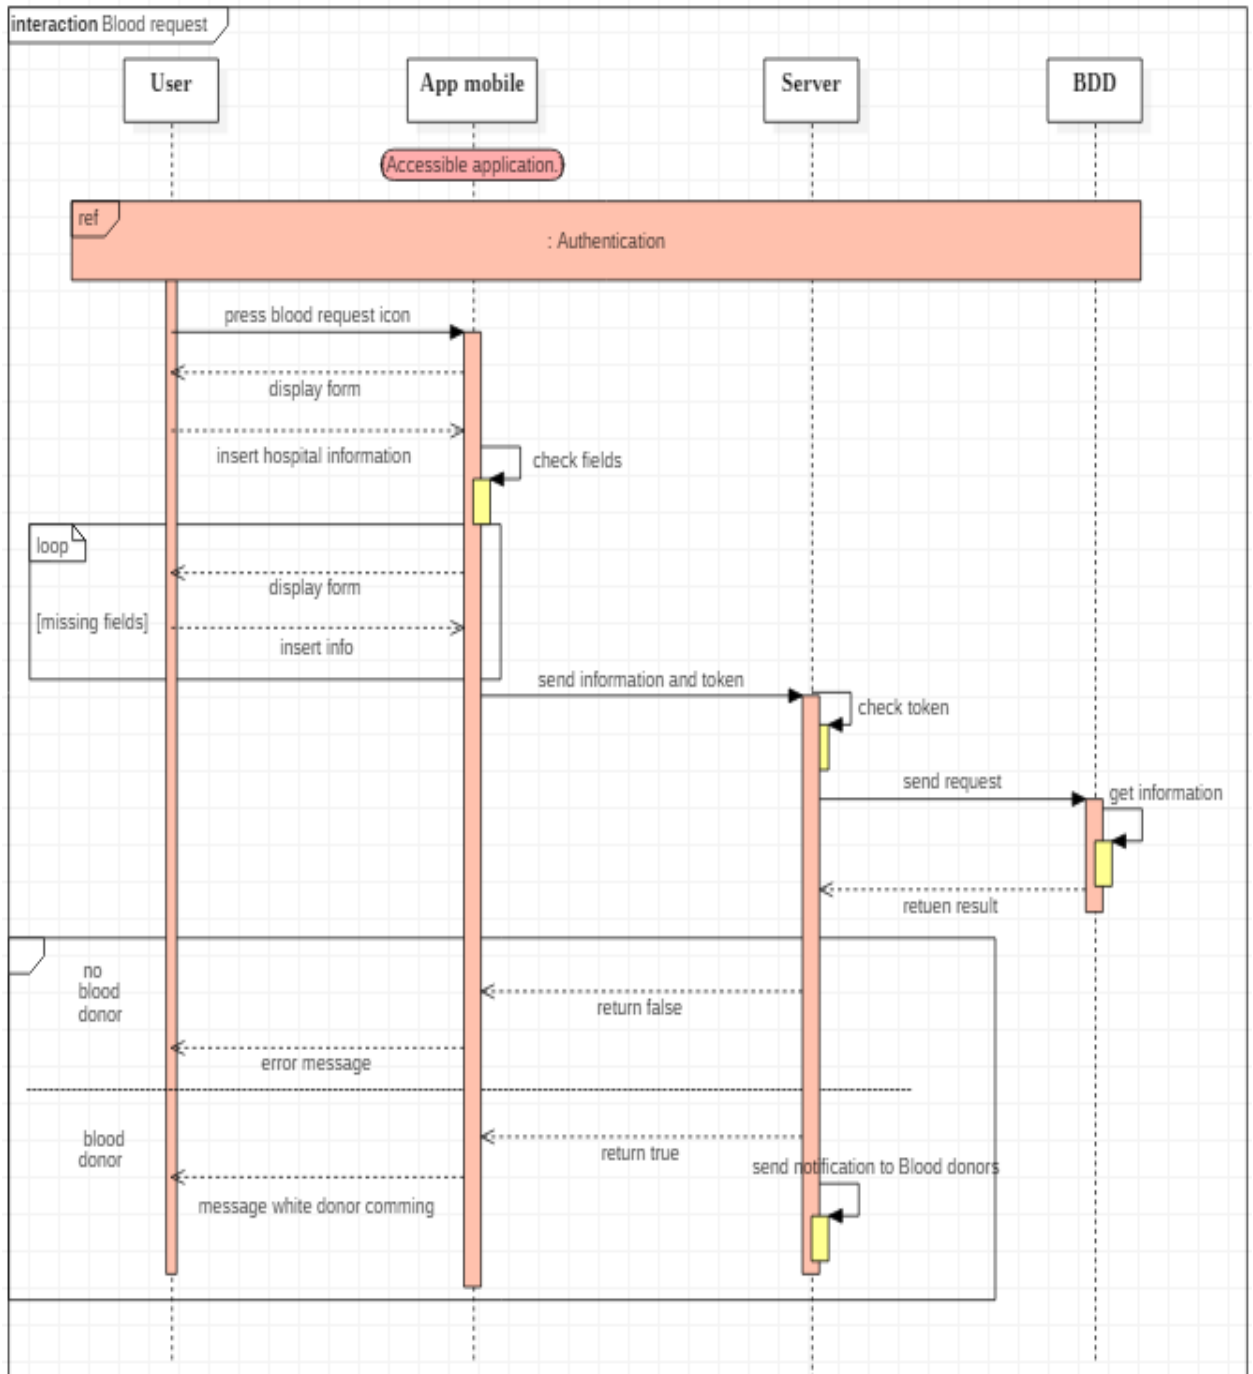 interaction Blood request
User
App mobile
Server
BDD
Accessible application.
ref
: Authentication
press blood request icon
display form
insert hospital information
check fields
loop
display form
[missing fields]
insert info
send information and token
check token
send request
get information
retuen result
no
blood
donor
return false
error message
blood
donor
return true
send notification to Blood donors
message white donor comming